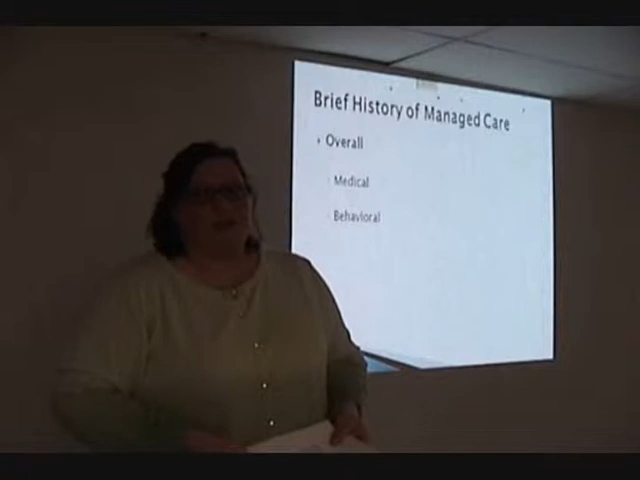 Brief History of Managed Care
Overall
Medical
Behavioral